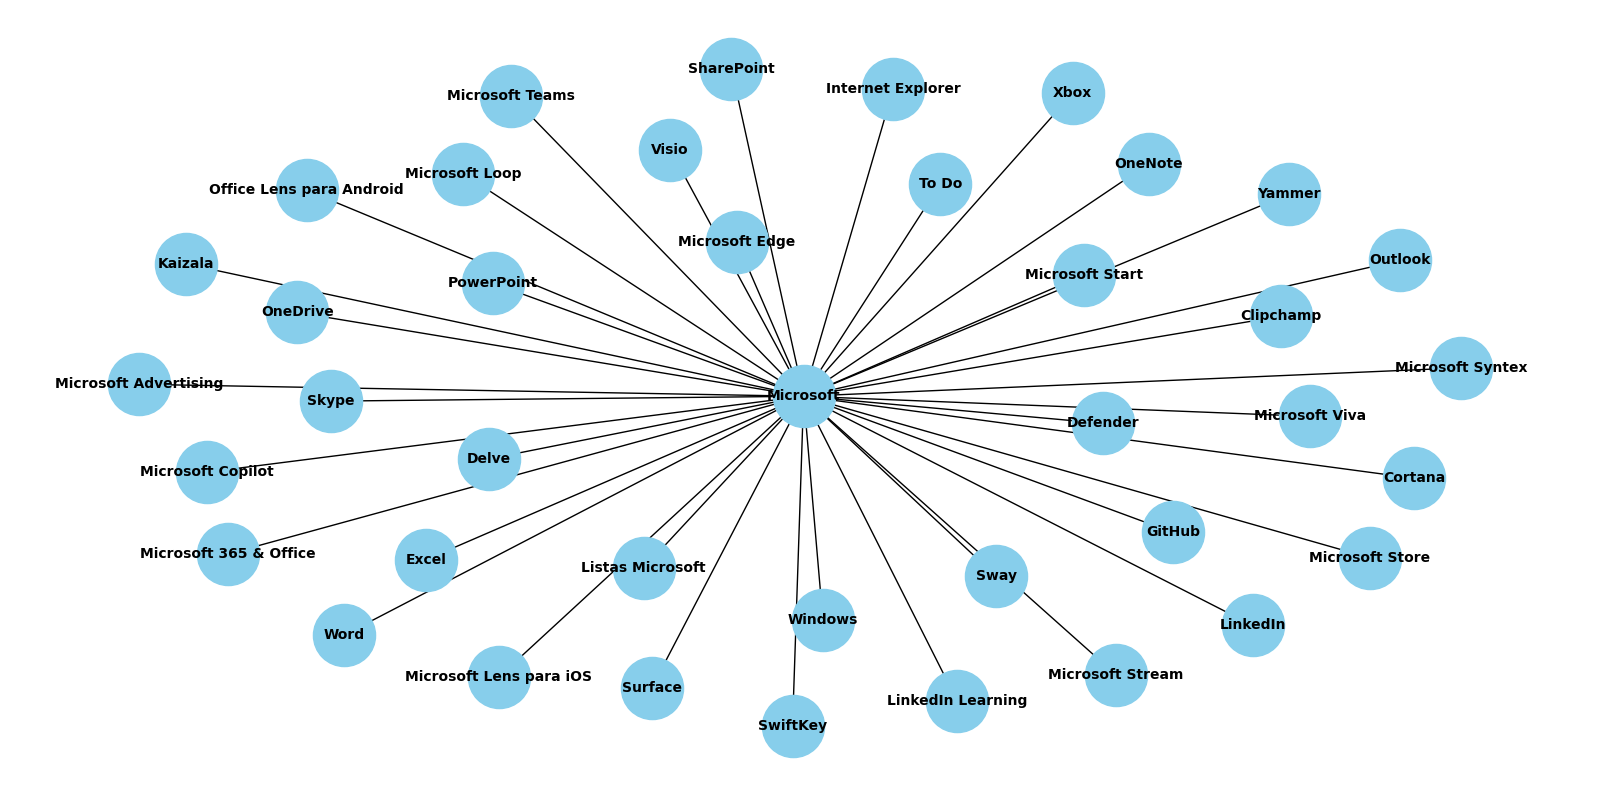 SharePoint
Internet Explorer
Xbox
Microsoft Teams
Visio
OneNote
Microsoft Loop
To Do
Office Lens para Android
Yammer
Microsoft Edge
Outlook
Kaizala
Microsoft Start
PowerPoint
OneDrive
Clipchamp
Microsoft Syntex
Microsoft Advertising
Microsoft
Skype
Microsoft Viva
Defender
Delve
Microsoft Copilot
Cortana
GitHub
Microsoft 365 & Office
Microsoft Store
Excel
Listas Microsoft
Sway
Windows
LinkedIn
Word
Microsoft Stream
Microsoft Lens para iOS
Surface
LinkedIn Learning
SwiftKey